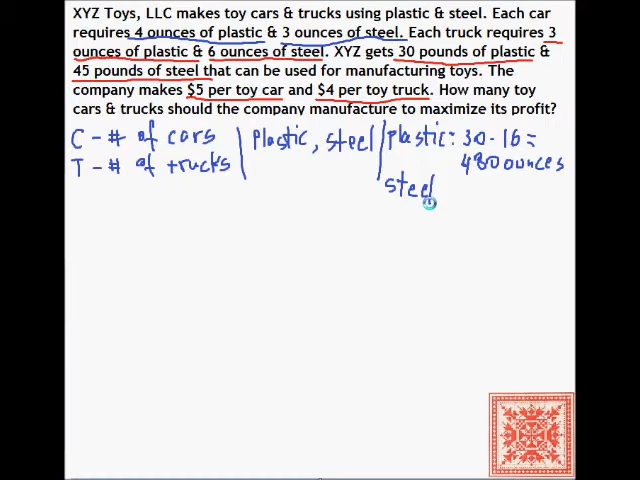 XYZ Toys, LLC makes toy cars & trucks using plastic & steel. Each car
requires 4 ounces of plastic & 3 ounces of steel. Each truck requires 3
ounces of plastic & 6 ounces of steel. XYZ gets 30 pounds of plastic &
45 pounds of steel that can be used for manufacturing toys. The
company makes $5 per toy car and $4 per toy truck. How many toy
cars & trucks should the company manufacture to maximize its profit?
C - # of cars
T - # of trucks
Plastic, steel
plastic: 30 · 16 =
480 ounces
steel